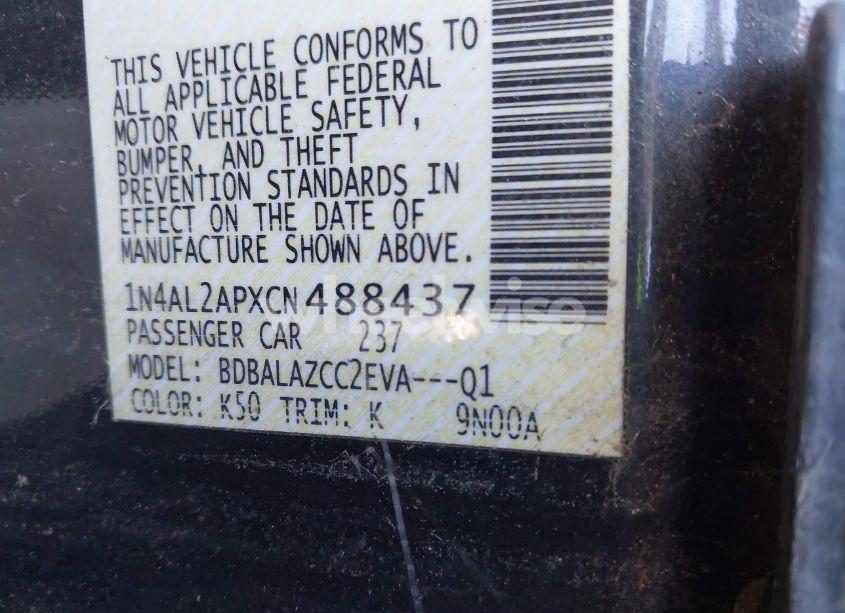 THIS VEHICLE CONFORMS TO
ALL APPLICABLE FEDERAL
MOTOR VEHICLE SAFETY,
BUMPER, AND THEFT
PREVENTION STANDARDS IN
EFFECT ON THE DATE OF
MANUFACTURE SHOWN ABOVE.
1N4AL2APXCN488437
PASSENGER CAR 237
MODEL: BDBALAZCC2EVA---Q1
COLOR: K50 TRIM: K 9N00A